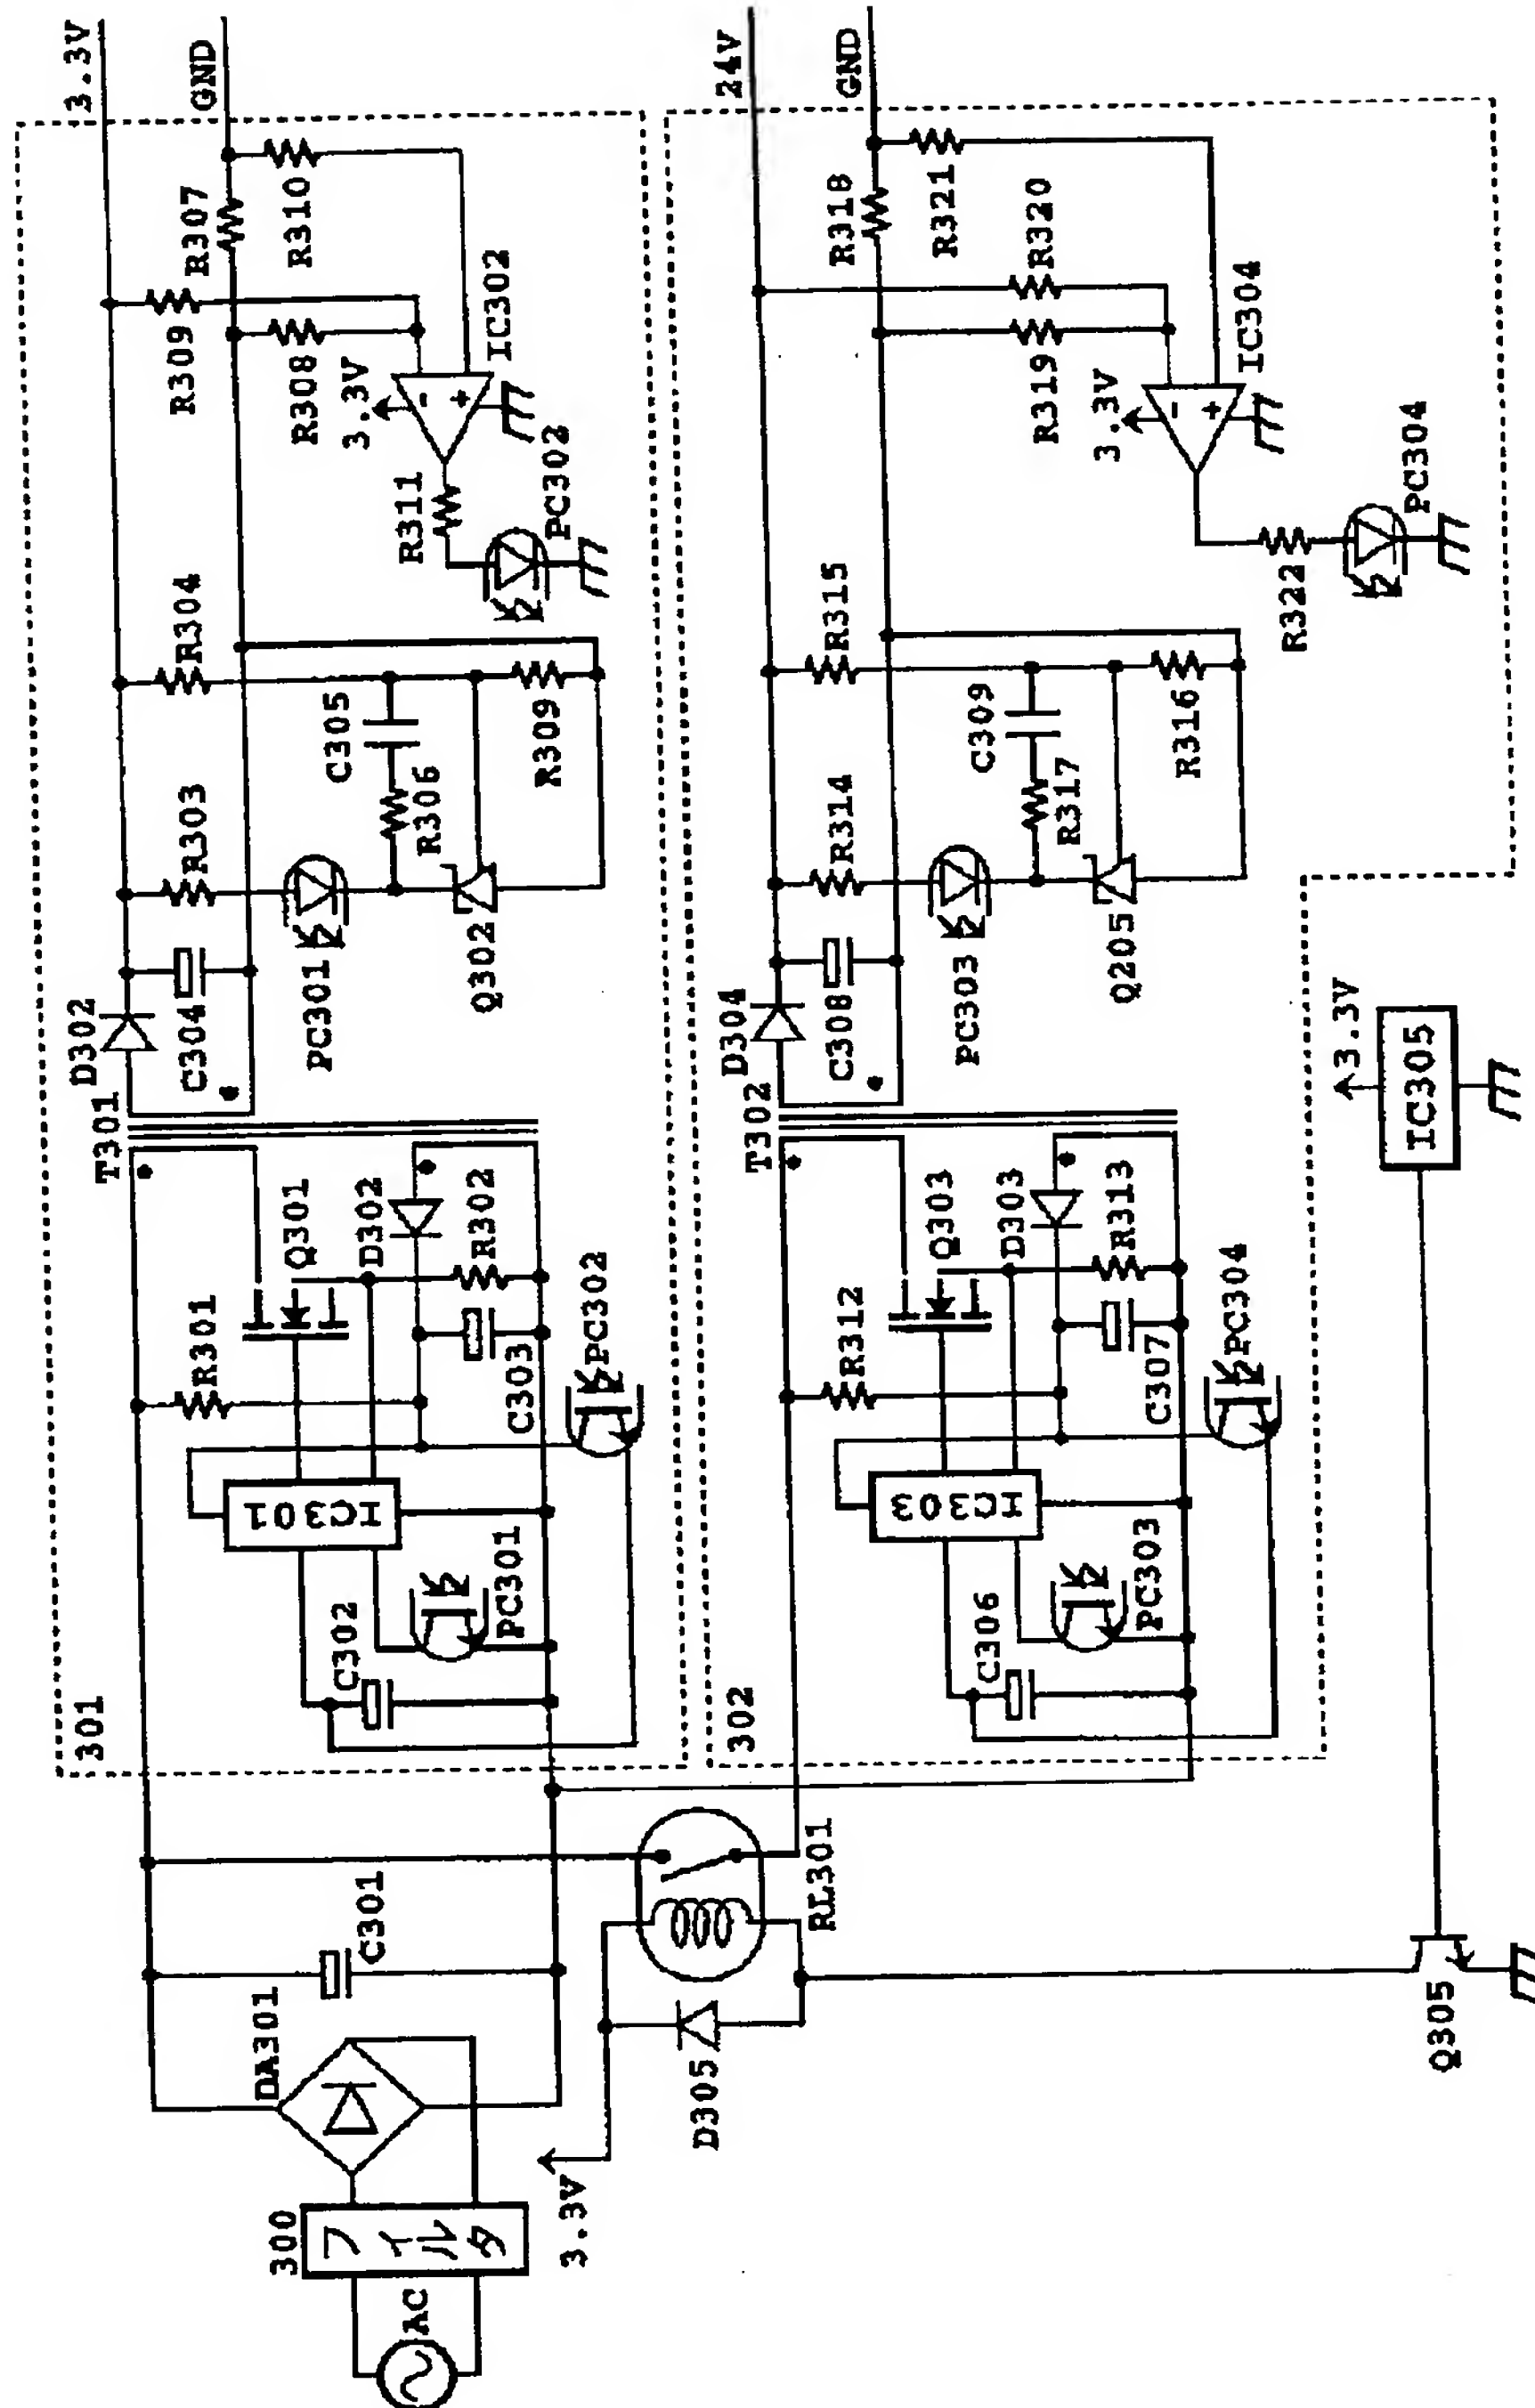 3.3V
GND
R307
R309
R310
R308
3.3V
IC302
R311
PC302
R304
C305
R309
R306
R303
Q302
PC301
D302
C304
T301
Q301
D302
R302
R301
PC302
C303
IC301
PC301
C302
301
24V
GND
R318
R321
R320
IC304
R319
3.3V
PC304
R322
R315
C309
R316
R317
R314
Q205
PC303
D304
C308
T302
Q303
D303
R313
R312
PC304
C307
IC303
PC303
C306
302
3.3V
IC305
C301
RL301
DA301
D305
Q305
3.3V
300
フィルタ
AC